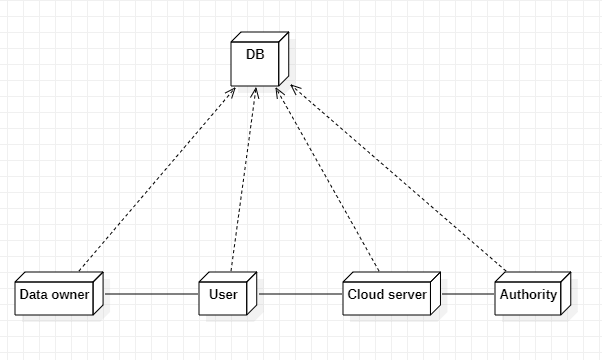 DB
Data owner
User
Cloud server
Authority